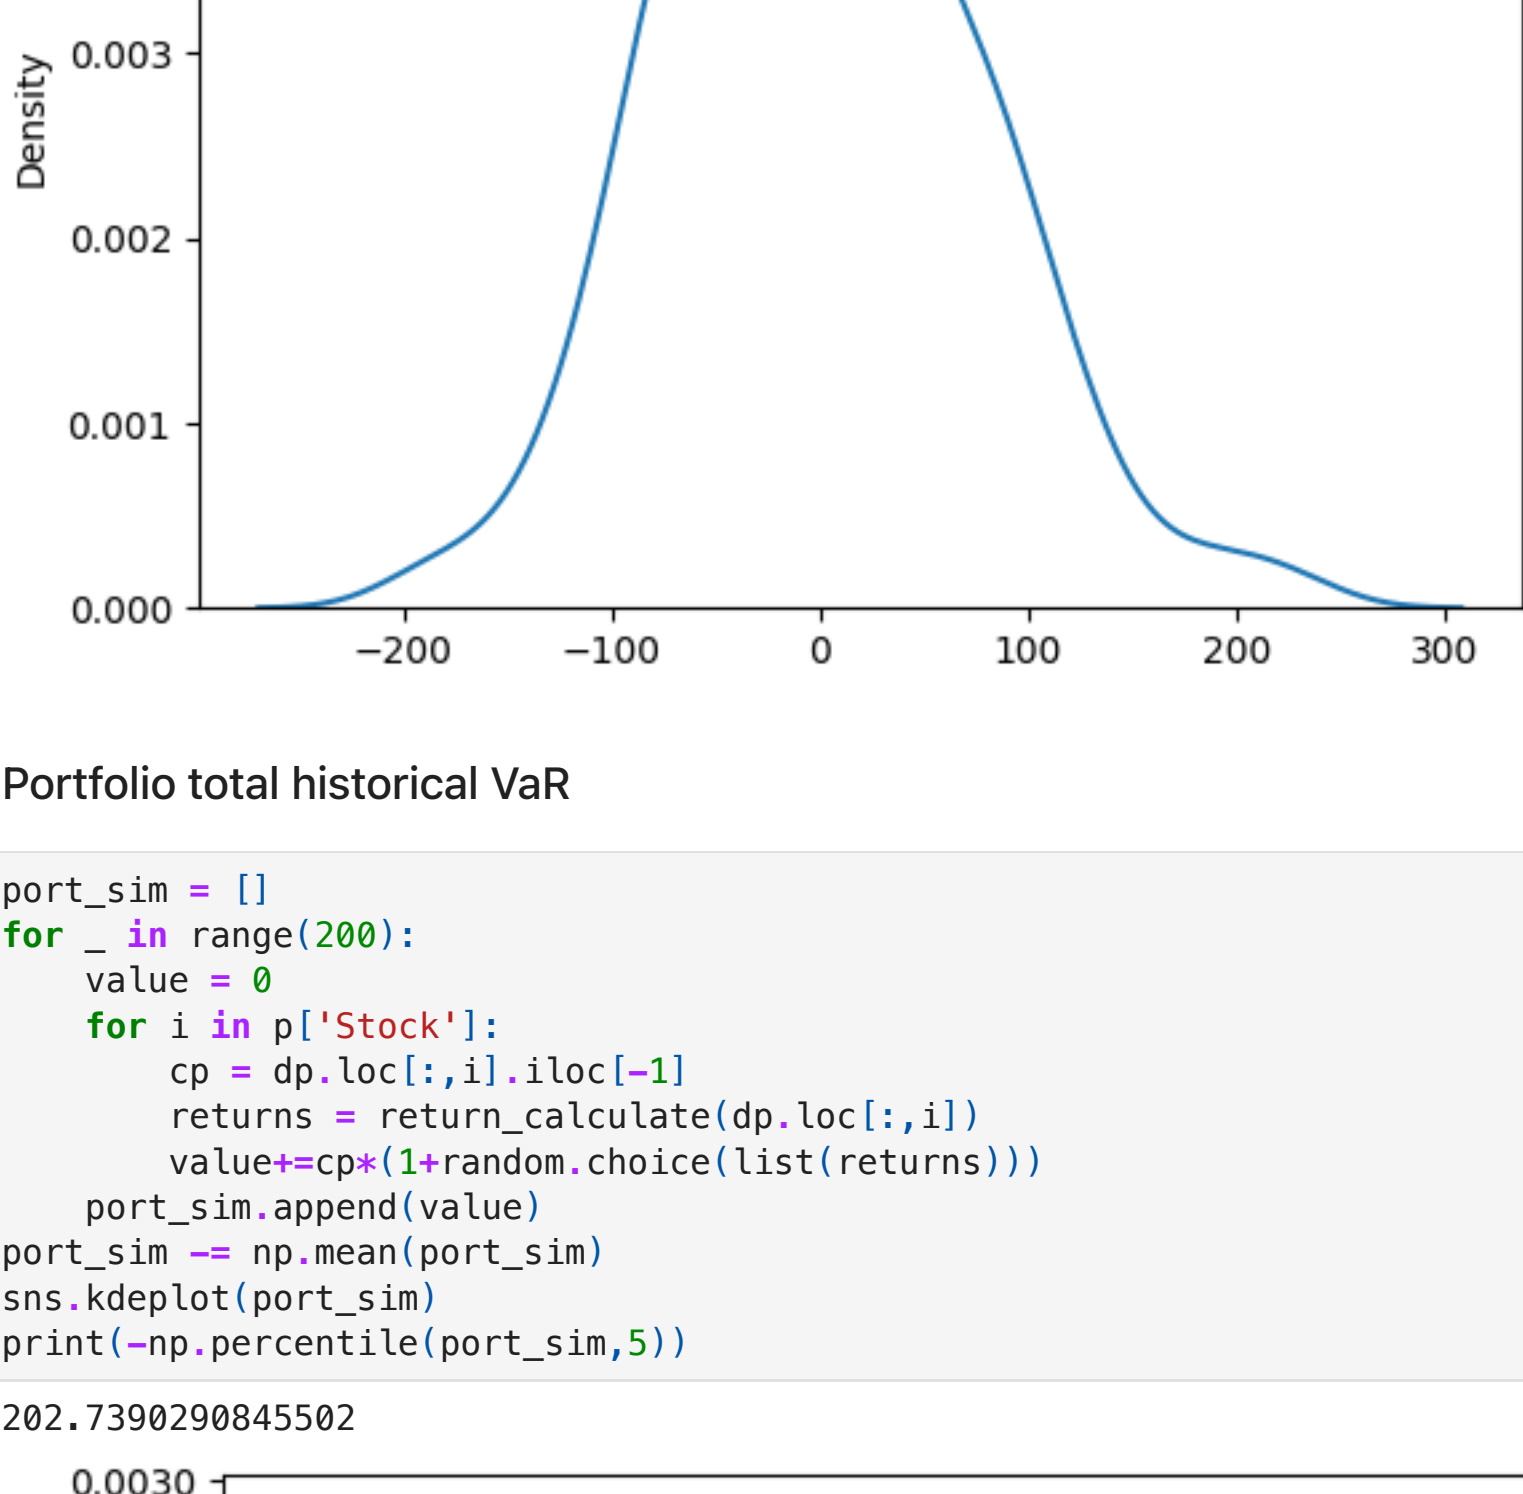 0.003
Density
0.002
0.001
0.000
−200 −100 0 100 200 300
Portfolio total historical VaR
port_sim = []
for _ in range(200):
    value = 0
    for i in p['Stock']:
        cp = dp.loc[:,i].iloc[-1]
        returns = return_calculate(dp.loc[:,i])
        value+=cp*(1+random.choice(list(returns)))
    port_sim.append(value)
port_sim -= np.mean(port_sim)
sns.kdeplot(port_sim)
print(-np.percentile(port_sim,5))
202.7390290845502
0.0030